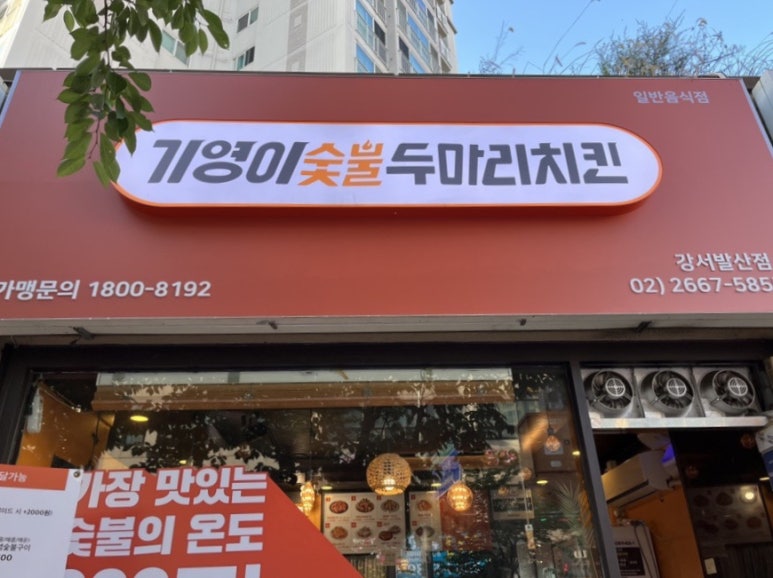 일반음식점
기영이숯불두마리치킨
강서발산점
가맹문의 1800-8192
02) 2667-585
가장 맛있는
숯불의 온도